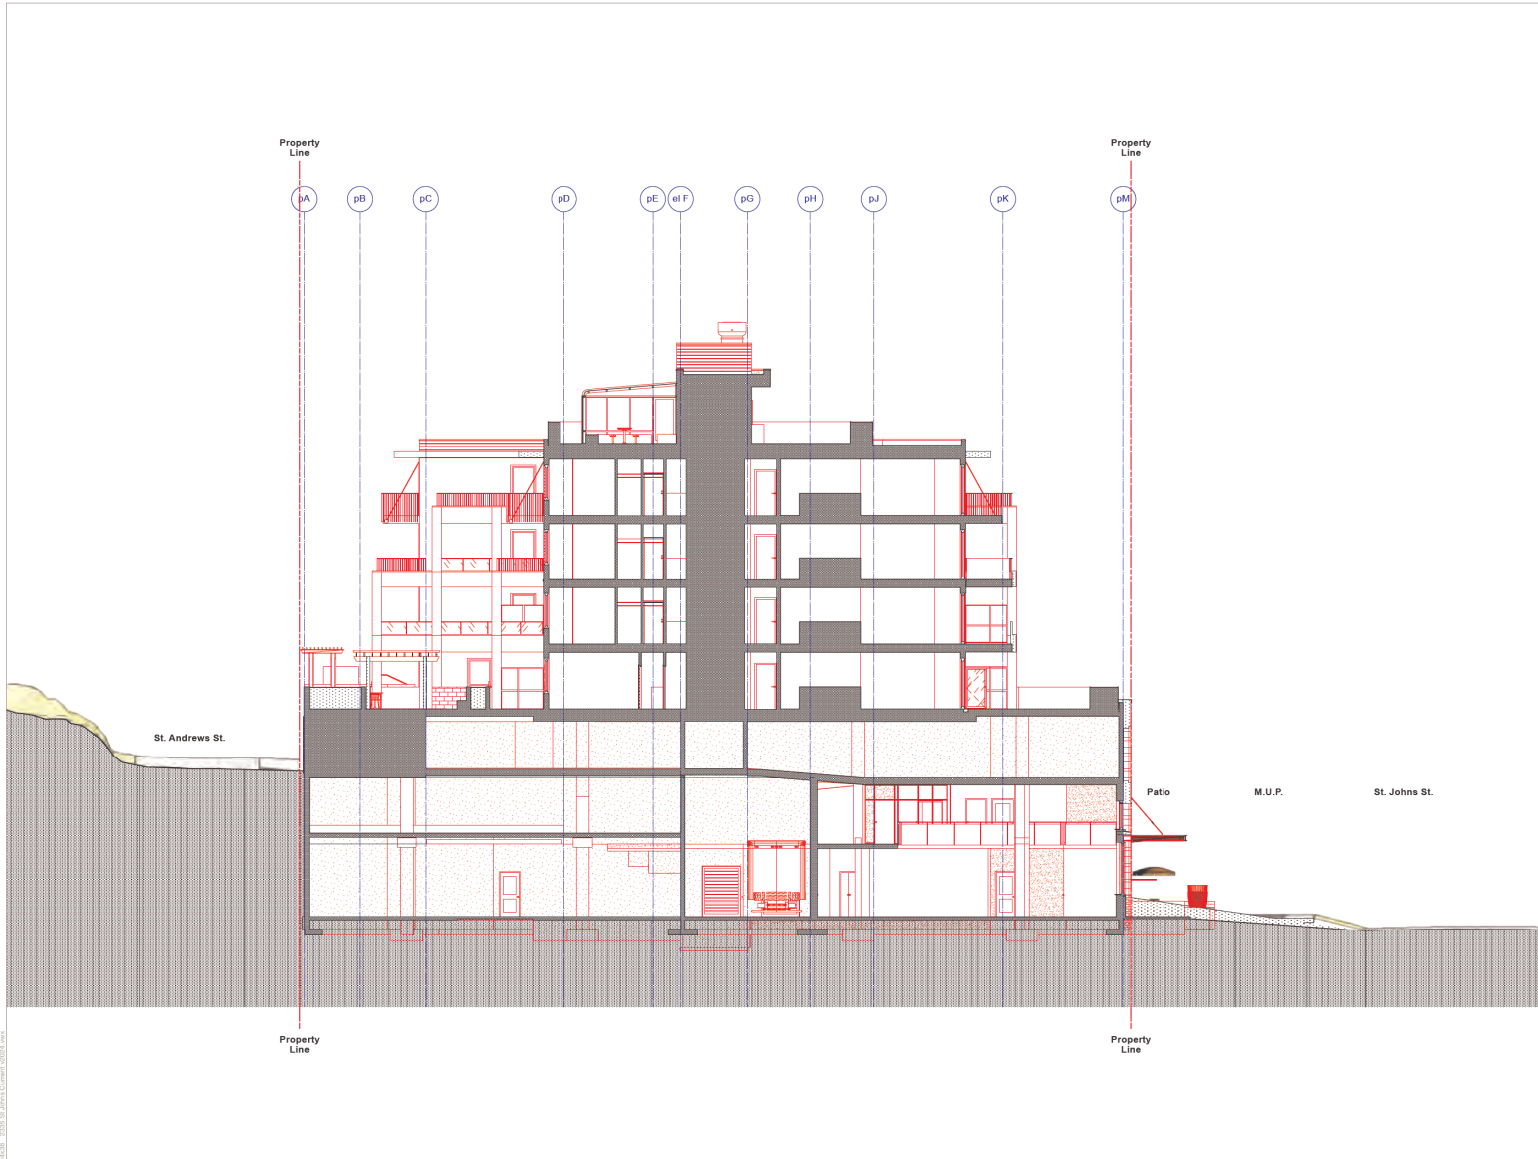 Property
Line
Property
Line
pA
pB
pC
pD
pE
el F
pG
pH
pJ
pK
pM
St. Andrews St.
Patio
M.U.P.
St. Johns St.
Property
Line
Property
Line